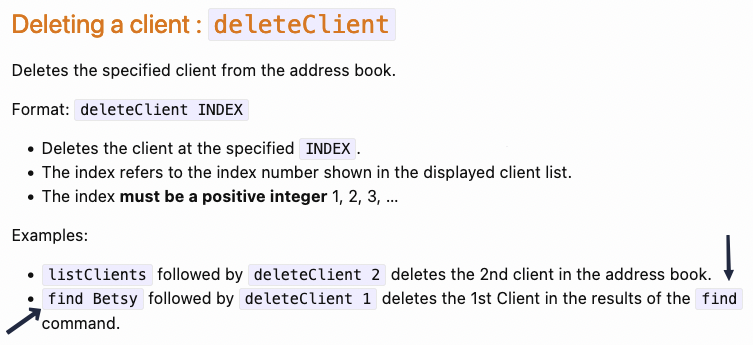 Deleting a client : deleteClient
Deletes the specified client from the address book.
Format: deleteClient INDEX
• Deletes the client at the specified INDEX.
• The index refers to the index number shown in the displayed client list.
• The index must be a positive integer 1, 2, 3, …
Examples:
• listClients followed by deleteClient 2 deletes the 2nd client in the address book.
• find Betsy followed by deleteClient 1 deletes the 1st Client in the results of the find
command.